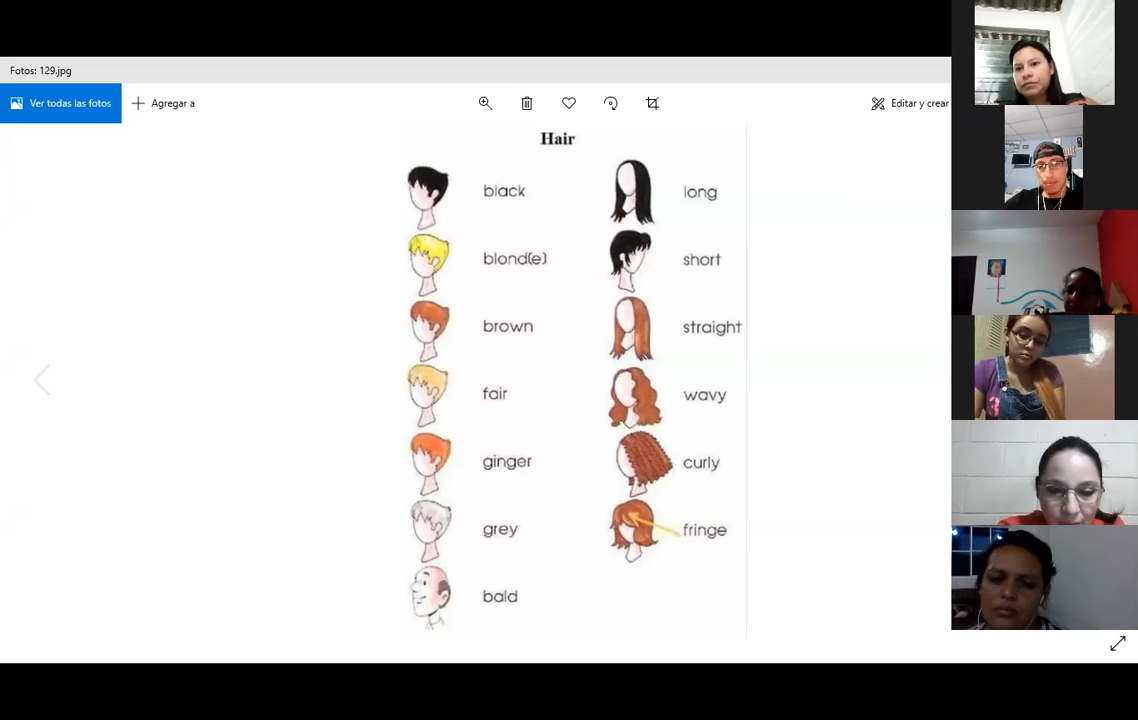 Fotos: 129.jpg
Ver todas las fotos
Agregar a
Editar y crear
Hair
black
long
blond(e)
short
brown
straight
fair
wavy
ginger
curly
grey
fringe
bald